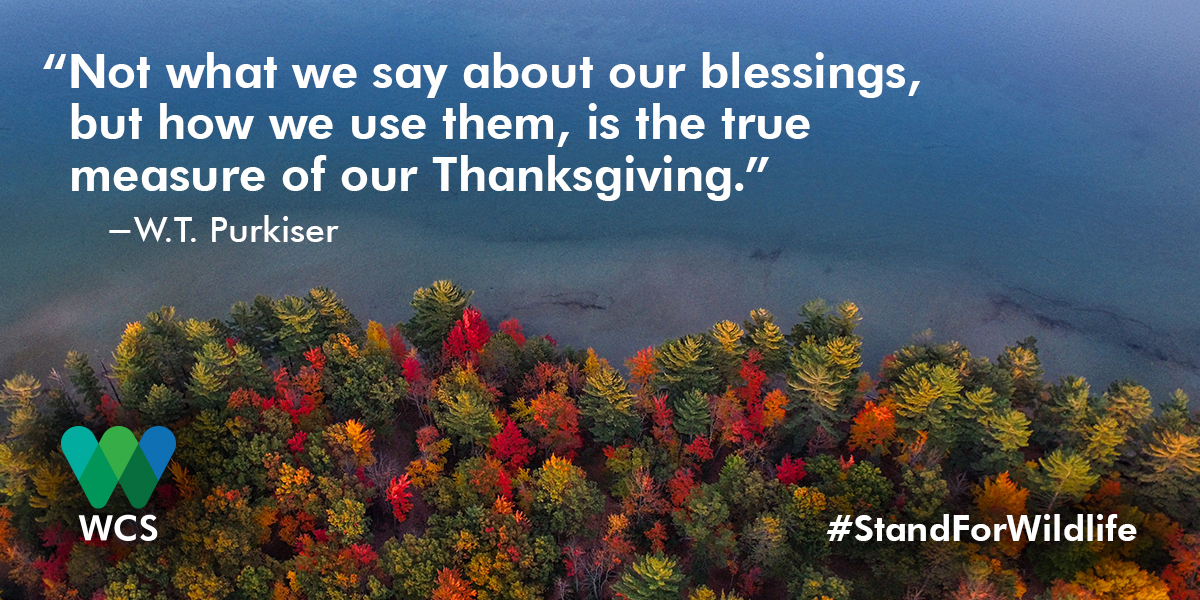 “Not what we say about our blessings,
but how we use them, is the true
measure of our Thanksgiving.”
–W.T. Purkiser
WCS
#StandForWildlife